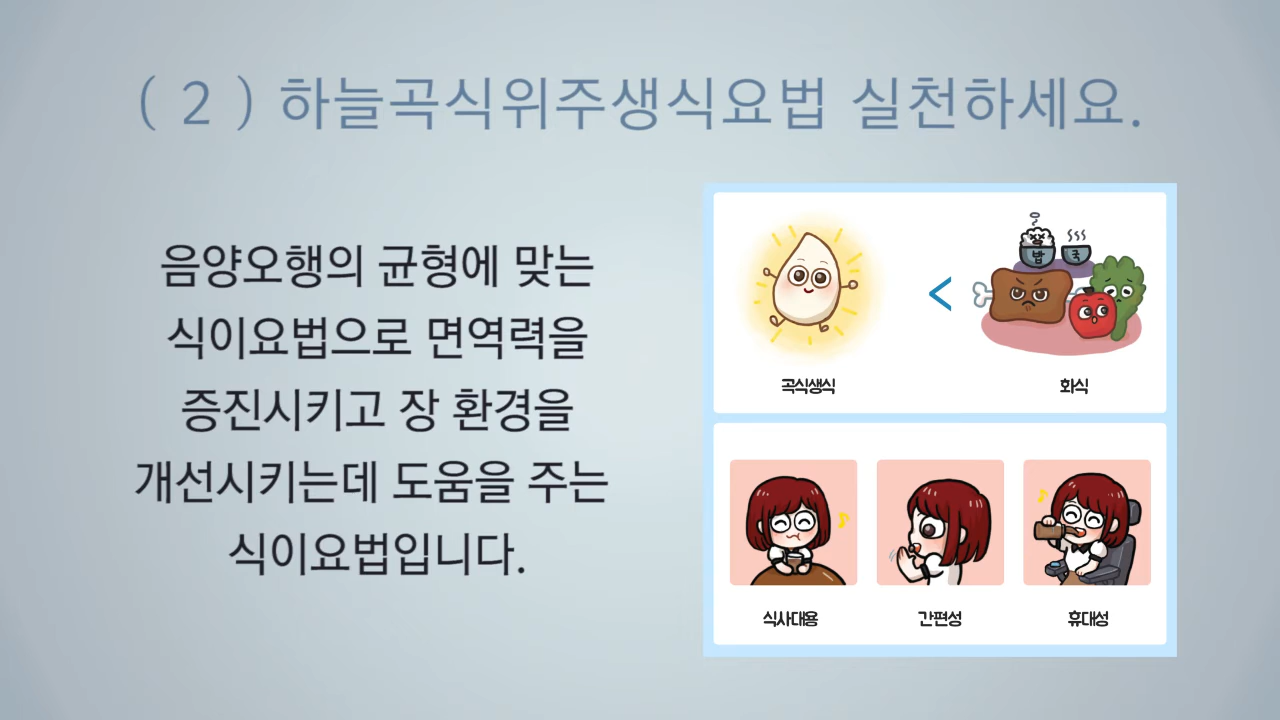 ( 2 ) 하늘곡식위주생식요법 실천하세요.
음양오행의 균형에 맞는
식이요법으로 면역력을
증진시키고 장 환경을
개선시키는데 도움을 주는
식이요법입니다.
밥
국
<
곡식생식
화식
식사대용
간편성
휴대성